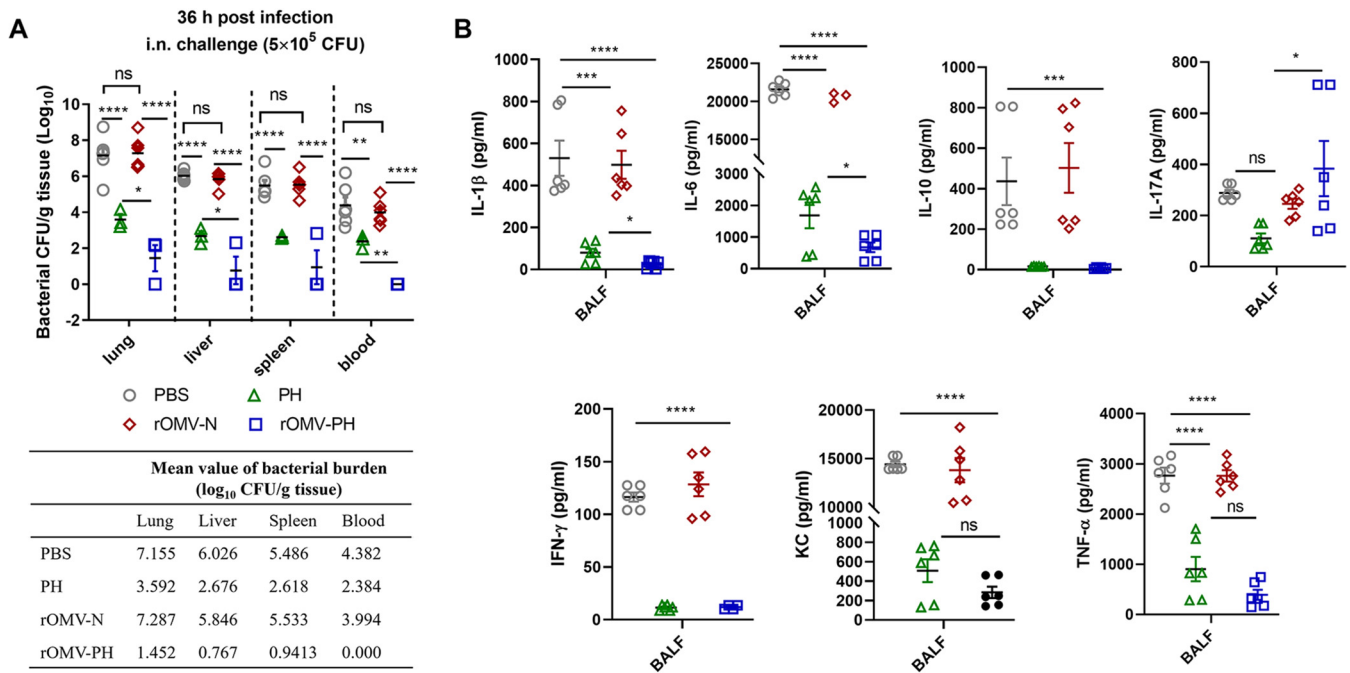 A
36 h post infection
i.n. challenge (5×10⁵ CFU)
Bacterial CFU/g tissue (Log₁₀)
10
8
6
4
2
0
-2
ns
ns
ns
ns
****
****
****
****
****
****
**
****
*
*
**
lung
liver
spleen
blood
PBS
PH
rOMV-N
rOMV-PH
Mean value of bacterial burden
(log₁₀ CFU/g tissue)
Lung Liver Spleen Blood
PBS 7.155 6.026 5.486 4.382
PH 3.592 2.676 2.618 2.384
rOMV-N 7.287 5.846 5.533 3.994
rOMV-PH 1.452 0.767 0.9413 0.000
B
IL-1β (pg/ml)
1000
800
600
400
200
0
****
***
*
BALF
IL-6 (pg/ml)
25000
20000
15000
10000
3000
2000
1000
0
****
****
*
BALF
IL-10 (pg/ml)
1000
800
600
400
200
0
***
BALF
IL-17A (pg/ml)
800
600
400
200
0
*
ns
BALF
IFN-γ (pg/ml)
200
150
100
50
0
****
BALF
KC (pg/ml)
20000
15000
10000
5000
1000
800
600
400
200
0
****
ns
BALF
TNF-α (pg/ml)
4000
3000
2000
1000
0
****
****
ns
BALF